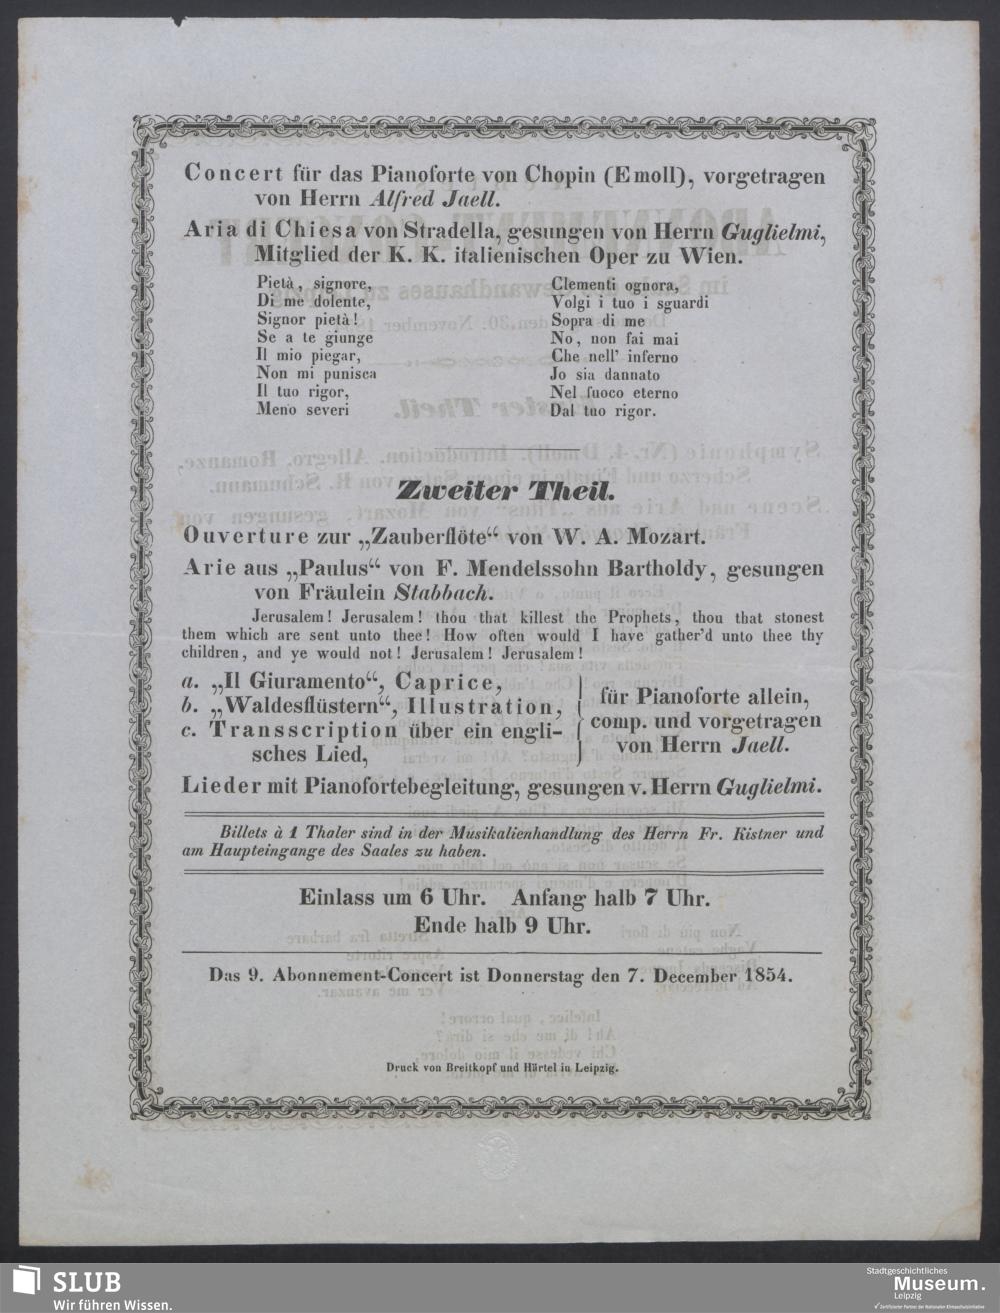 Concert für das Pianoforte von Chopin (Emoll), vorgetragen
von Herrn Alfred Jaell.
Aria di Chiesa von Stradella, gesungen von Herrn Guglielmi,
Mitglied der K. K. italienischen Oper zu Wien.
Pietà, signore,
Di me dolente,
Signor pietà!
Se a te giunge
Il mio piegar,
Non mi punisca
Il tuo rigor,
Meno severi
Clementi ognora,
Volgi i tuo i sguardi
Sopra di me
No, non fai mai
Che nell' inferno
Jo sia dannato
Nel fuoco eterno
Dal tuo rigor.
Zweiter Theil.
Ouverture zur „Zauberflöte“ von W. A. Mozart.
Arie aus „Paulus“ von F. Mendelssohn Bartholdy, gesungen
von Fräulein Stabbach.
Jerusalem! Jerusalem! thou that killest the Prophets, thou that stonest
them which are sent unto thee! How often would I have gather'd unto thee thy
children, and ye would not! Jerusalem! Jerusalem!
a. „Il Giuramento“, Caprice,
b. „Waldesflüstern“, Illustration,
c. Transscription über ein engli-
sches Lied,
für Pianoforte allein,
comp. und vorgetragen
von Herrn Jaell.
Lieder mit Pianofortebegleitung, gesungen v. Herrn Guglielmi.
Billets à 1 Thaler sind in der Musikalienhandlung des Herrn Fr. Kistner und
am Haupteingange des Saales zu haben.
Einlass um 6 Uhr. Anfang halb 7 Uhr.
Ende halb 9 Uhr.
Das 9. Abonnement-Concert ist Donnerstag den 7. December 1854.
Druck von Breitkopf und Härtel in Leipzig.
SLUB
Wir führen Wissen.
Stadtgeschichtliches
Museum.
Leipzig
Zertifizierter Partner der Nationalen Klimaschutzinitiative